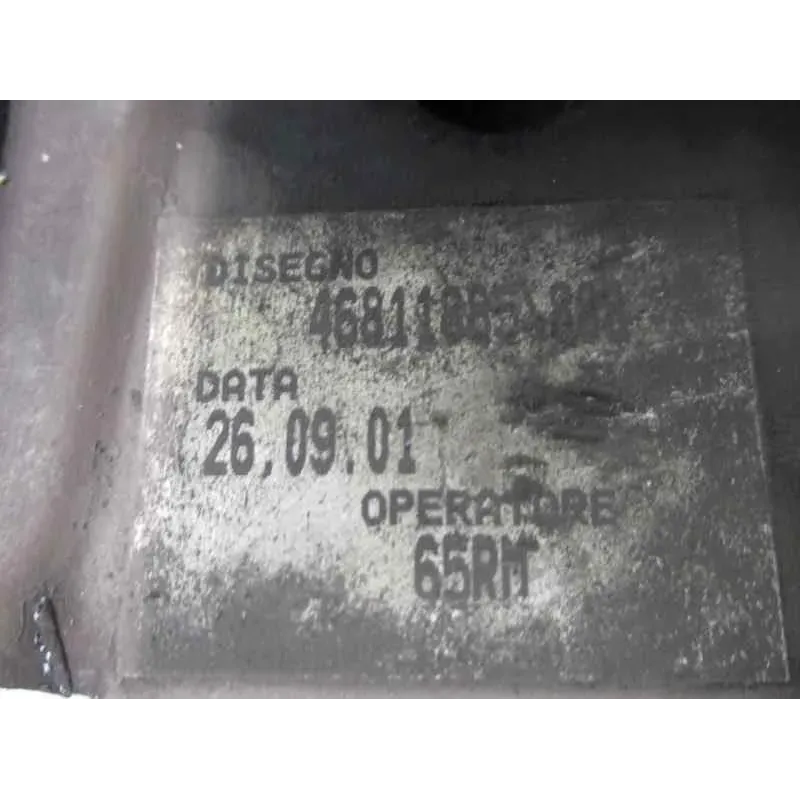 DISEGNO
DATA
26.09.01
OPERATORE
65RM